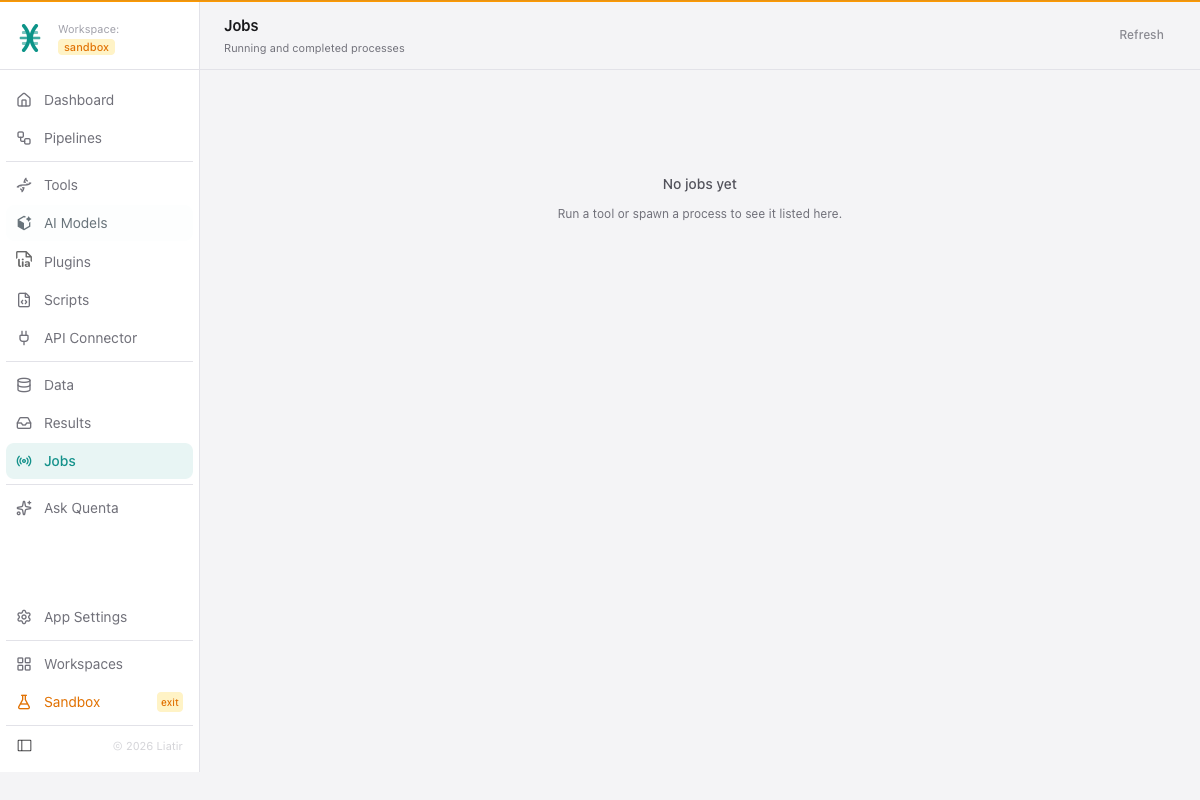 Workspace:
sandbox
Jobs
Running and completed processes
Refresh
Dashboard
Pipelines
Tools
AI Models
lia
Plugins
Scripts
API Connector
Data
Results
Jobs
Ask Quenta
No jobs yet
Run a tool or spawn a process to see it listed here.
App Settings
Workspaces
Sandbox exit
© 2026 Liatir